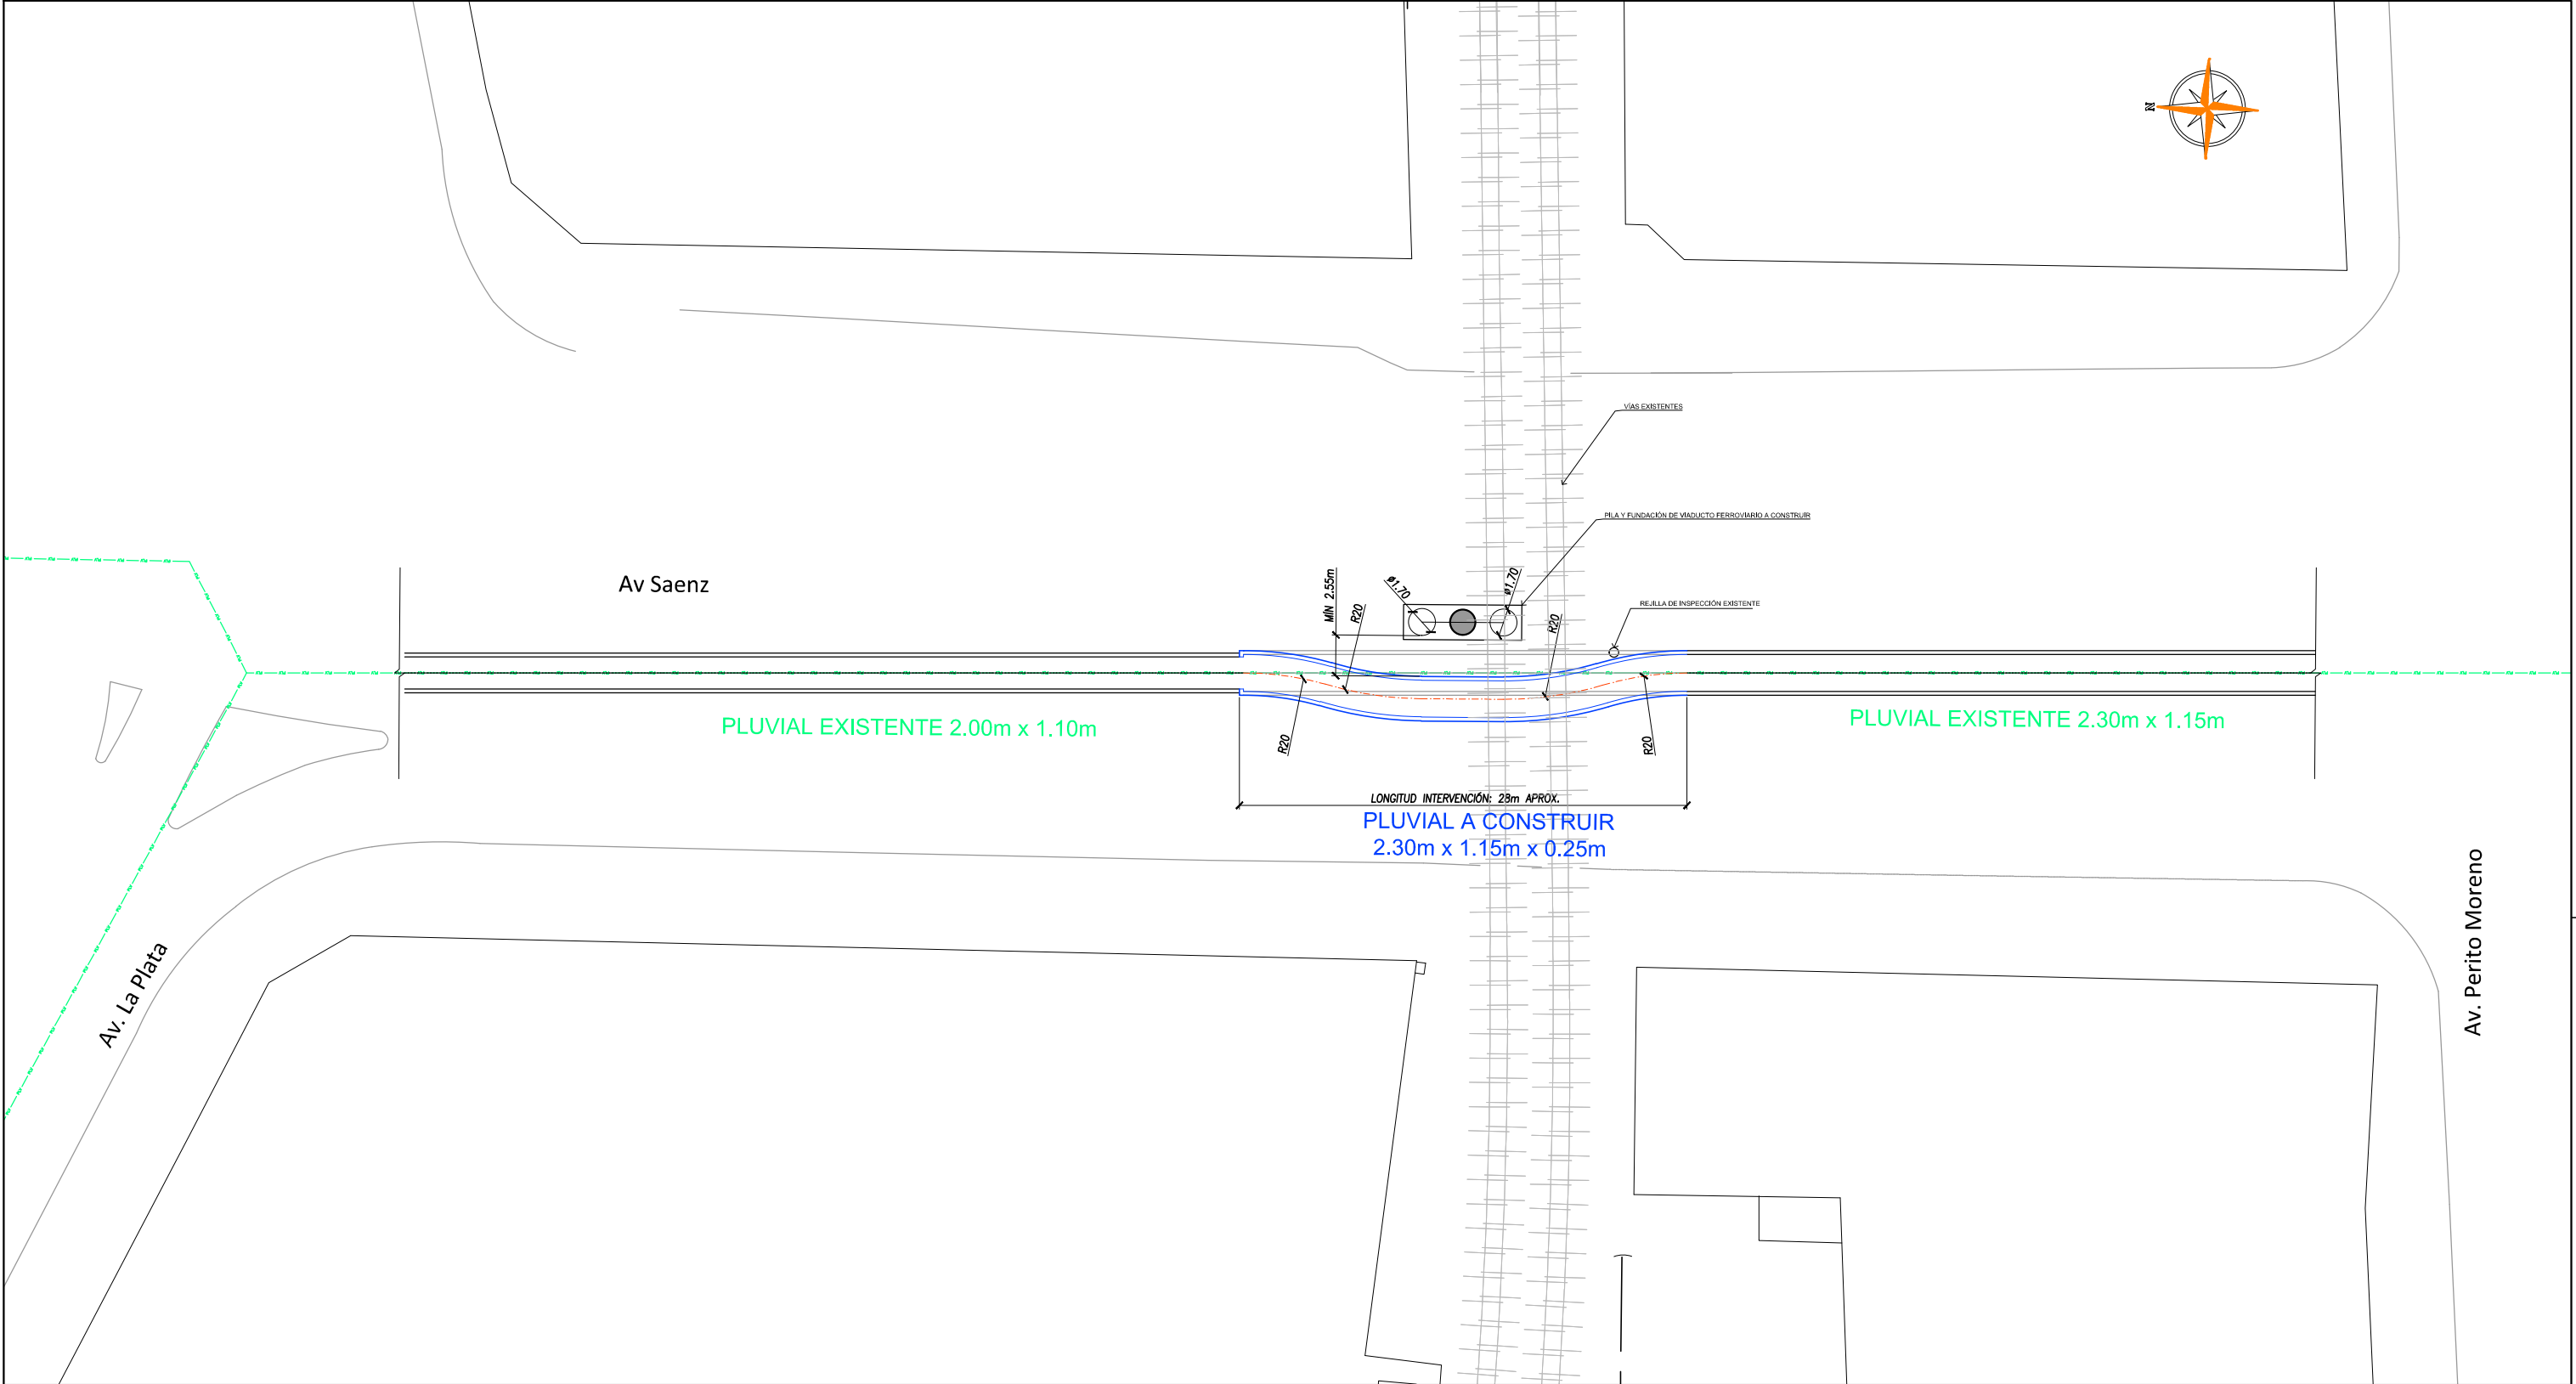 N
VÍAS EXISTENTES
PILA Y FUNDACIÓN DE VIADUCTO FERROVIARIO A CONSTRUIR
Av Saenz
MÍN 2.55m
R20
ø1.70
ø1.70
R20
REJILLA DE INSPECCIÓN EXISTENTE
PLUVIAL EXISTENTE 2.00m x 1.10m
PLUVIAL EXISTENTE 2.30m x 1.15m
R20
R20
LONGITUD INTERVENCIÓN: 28m APROX.
PLUVIAL A CONSTRUIR
2.30m x 1.15m x 0.25m
Av. La Plata
Av. Perito Moreno